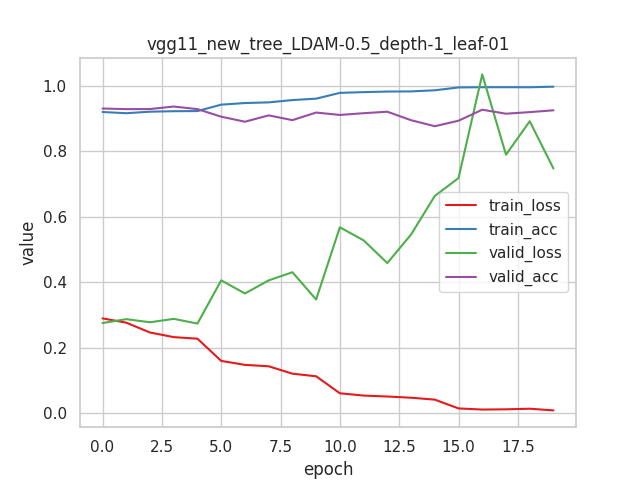 vgg11_new_tree_LDAM-0.5_depth-1_leaf-01
value
1.0
0.8
0.6
0.4
0.2
0.0
train_loss
train_acc
valid_loss
valid_acc
0.0 2.5 5.0 7.5 10.0 12.5 15.0 17.5
epoch